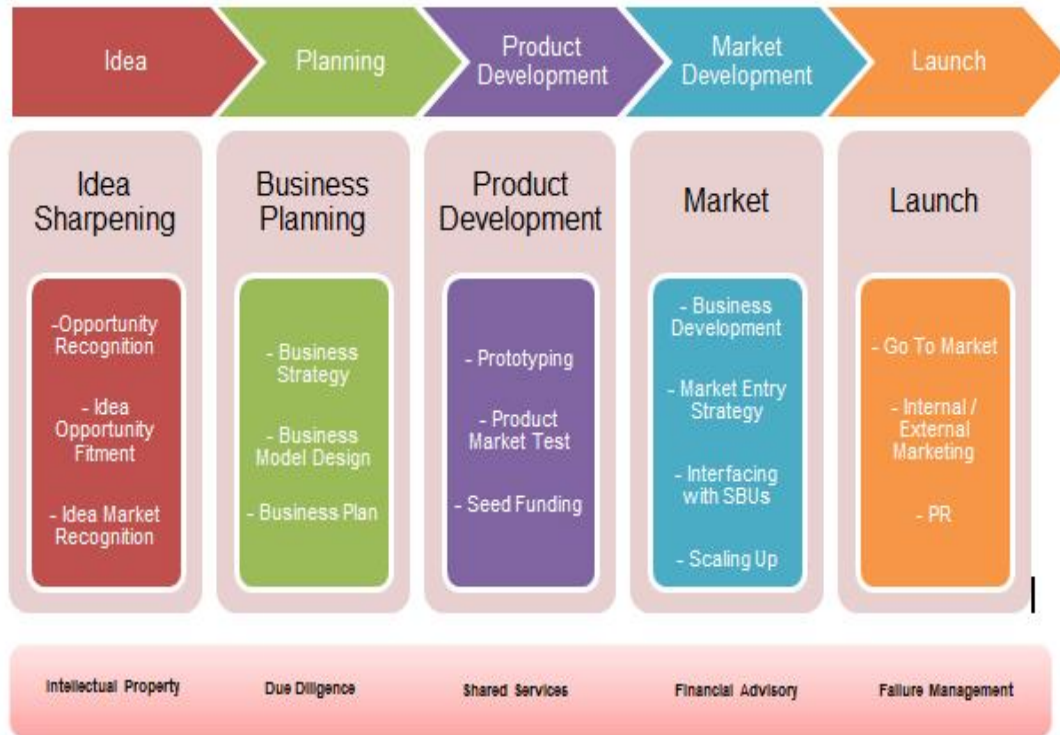 Idea
Planning
Product
Development
Market
Development
Launch
Idea
Sharpening
-Opportunity
Recognition
- Idea
Opportunity
Fitment
- Idea Market
Recognition
Business
Planning
- Business
Strategy
- Business
Model Design
- Business Plan
Product
Development
- Prototyping
- Product
Market Test
- Seed Funding
Market
- Business
Development
- Market Entry
Strategy
- Interfacing
with SBUs
- Scaling Up
Launch
- Go To Market
- Internal /
External
Marketing
- PR
Intellectual Property
Due Diligence
Shared Services
Financial Advisory
Failure Management